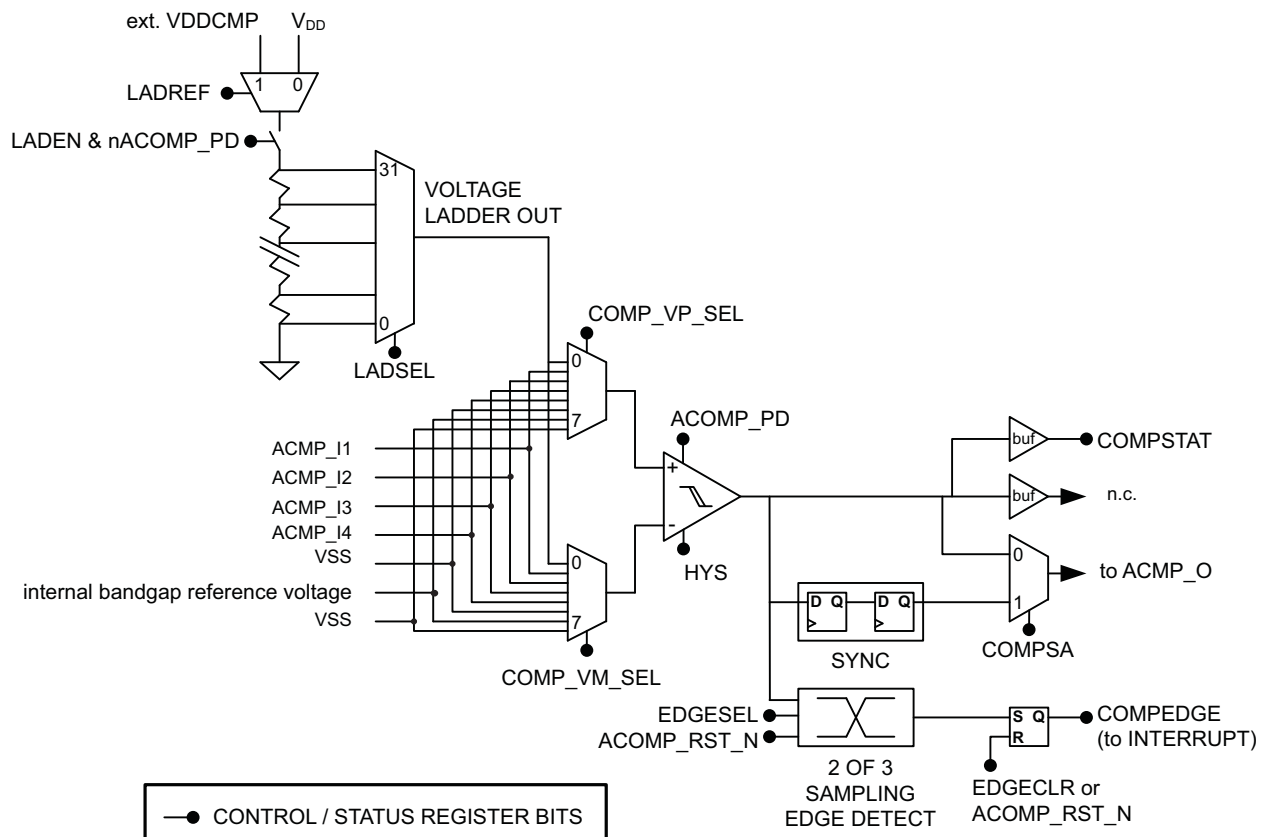 ext. VDDCMP
VDD
1
0
LADREF
LADEN & nACOMP_PD
31
VOLTAGE
LADDER OUT
0
LADSEL
COMP_VP_SEL
0
7
ACMP_I1
ACMP_I2
ACMP_I3
ACMP_I4
VSS
internal bandgap reference voltage
VSS
0
7
COMP_VM_SEL
ACOMP_PD
+
-
HYS
buf
COMPSTAT
buf
n.c.
0
1
to ACMP_O
COMPSA
D Q
D Q
SYNC
EDGESEL
ACOMP_RST_N
2 OF 3
SAMPLING
EDGE DETECT
S Q
R
COMPEDGE
(to INTERRUPT)
EDGECLR or
ACOMP_RST_N
CONTROL / STATUS REGISTER BITS